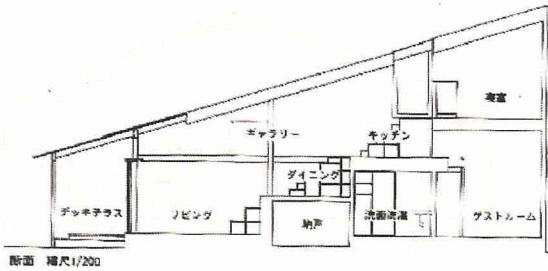 寝室
ギャラリー
キッチン
ダイニング
デッキテラス
リビング
納戸
洗面洗濯
ゲストルーム
断面 縮尺1/200